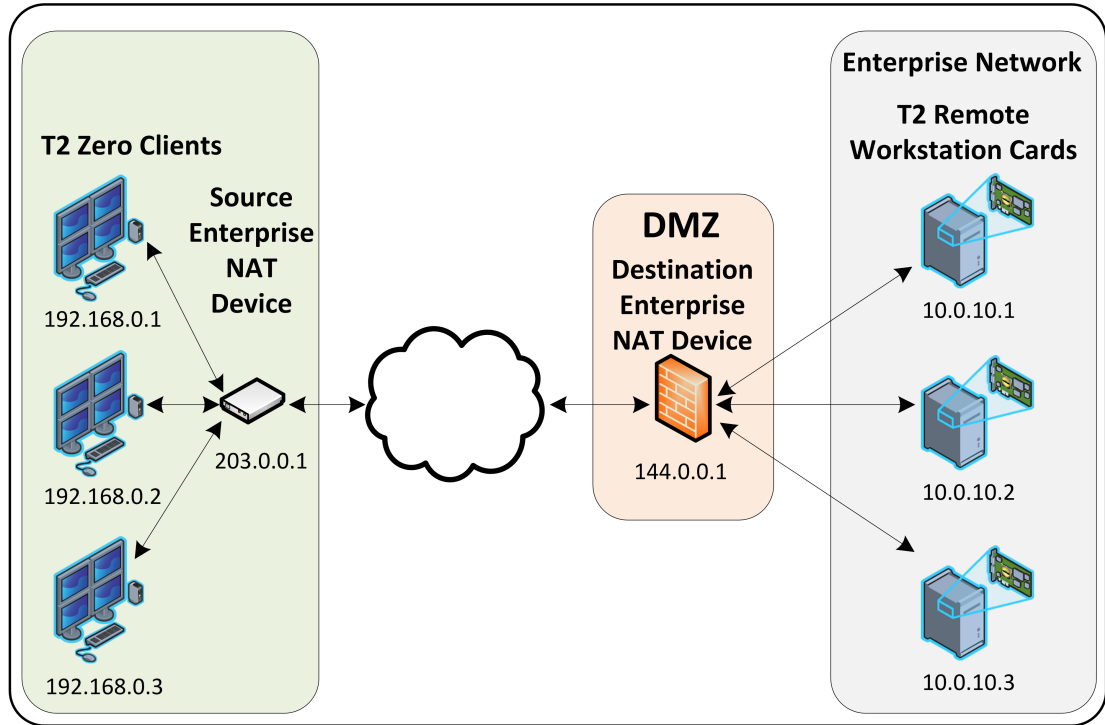 T2 Zero Clients
192.168.0.1
192.168.0.2
192.168.0.3
Source
Enterprise
NAT
Device
203.0.0.1
DMZ
Destination
Enterprise
NAT Device
144.0.0.1
Enterprise Network
T2 Remote
Workstation Cards
10.0.10.1
10.0.10.2
10.0.10.3